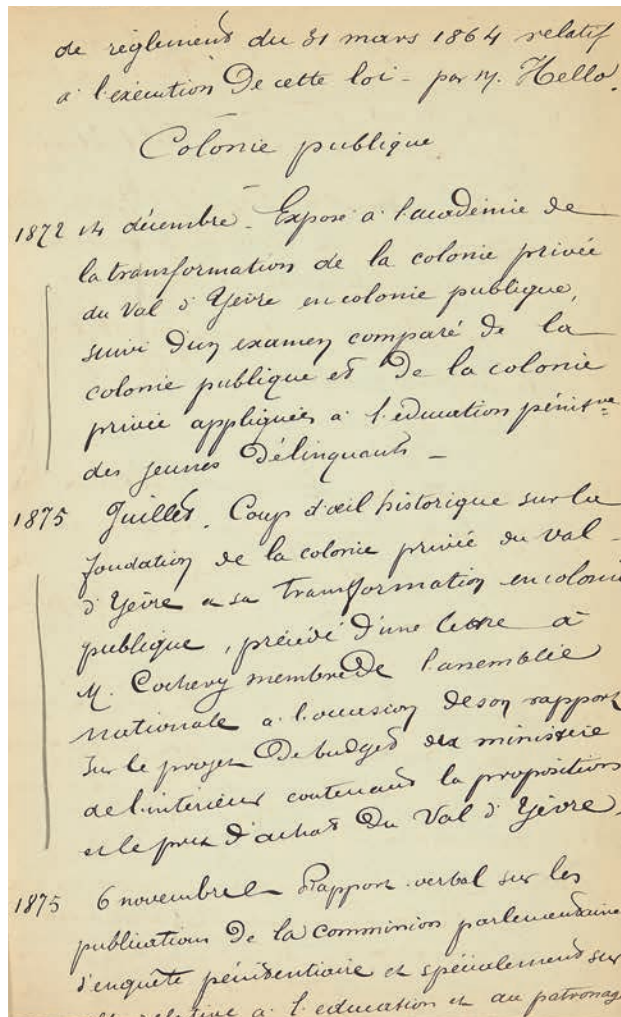 de réglement du 31 mars 1864 relatif
a l'exécution De cette loi - par M. Hello.
Colonie publique
1872 14 décembre - Exposé a l'académie de
la transformation de la colonie privée
du Val d'Yèvre en colonie publique,
suivi d'un examen comparé de la
colonie publique et De la colonie
privée appliquées a l'éducation pénit.re
des jeunes Délinquants -
1875 Juillet. Coup d'œil historique sur la
fondation de la colonie privée du Val -
d'Yèvre a sa transformation en colonie
publique, précédé D'une lettre à
M. Cochery membre De l'assemblée
nationale a l'occasion de son rapport
sur le projet De budget du ministère
de l'intérieur contenant la proposition
et le prix D'achat Du Val d'Yèvre.
1875 6 novembre - Rapport verbal sur les
publications De la commission parlementaire
d'enquête pénitentiaire et spécialement sur
relative a l'education et au patronage